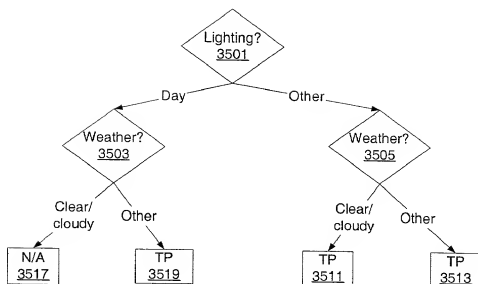 Lighting?
3501
Day
Other
Weather?
3503
Weather?
3505
Clear/
cloudy
Other
Clear/
cloudy
Other
N/A
3517
TP
3519
TP
3511
TP
3513